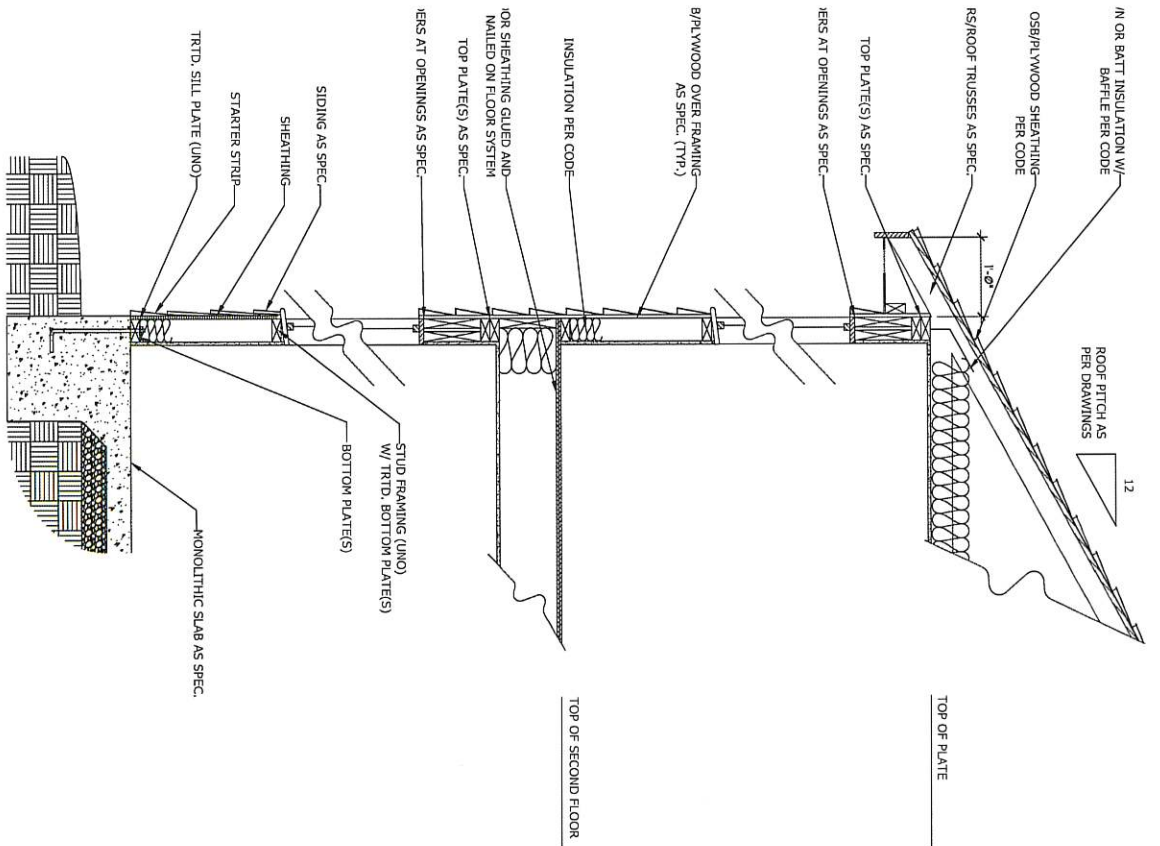 /N OR BATT INSULATION W/
BAFFLE PER CODE
OSB/PLYWOOD SHEATHING
PER CODE
RS/ROOF TRUSSES AS SPEC.
TOP PLATE(S) AS SPEC.
DERS AT OPENINGS AS SPEC.
B/PLYWOOD OVER FRAMING
AS SPEC. (TYP.)
INSULATION PER CODE
OR SHEATHING GLUED AND
NAILED ON FLOOR SYSTEM
TOP PLATE(S) AS SPEC.
DERS AT OPENINGS AS SPEC.
SIDING AS SPEC.
SHEATHING
STARTER STRIP
TRTD. SILL PLATE (UNO)
1'-0"
12
ROOF PITCH AS
PER DRAWINGS
STUD FRAMING (UNO)
W/ TRTD. BOTTOM PLATE(S)
BOTTOM PLATE(S)
MONOLITHIC SLAB AS SPEC.
TOP OF PLATE
TOP OF SECOND FLOOR